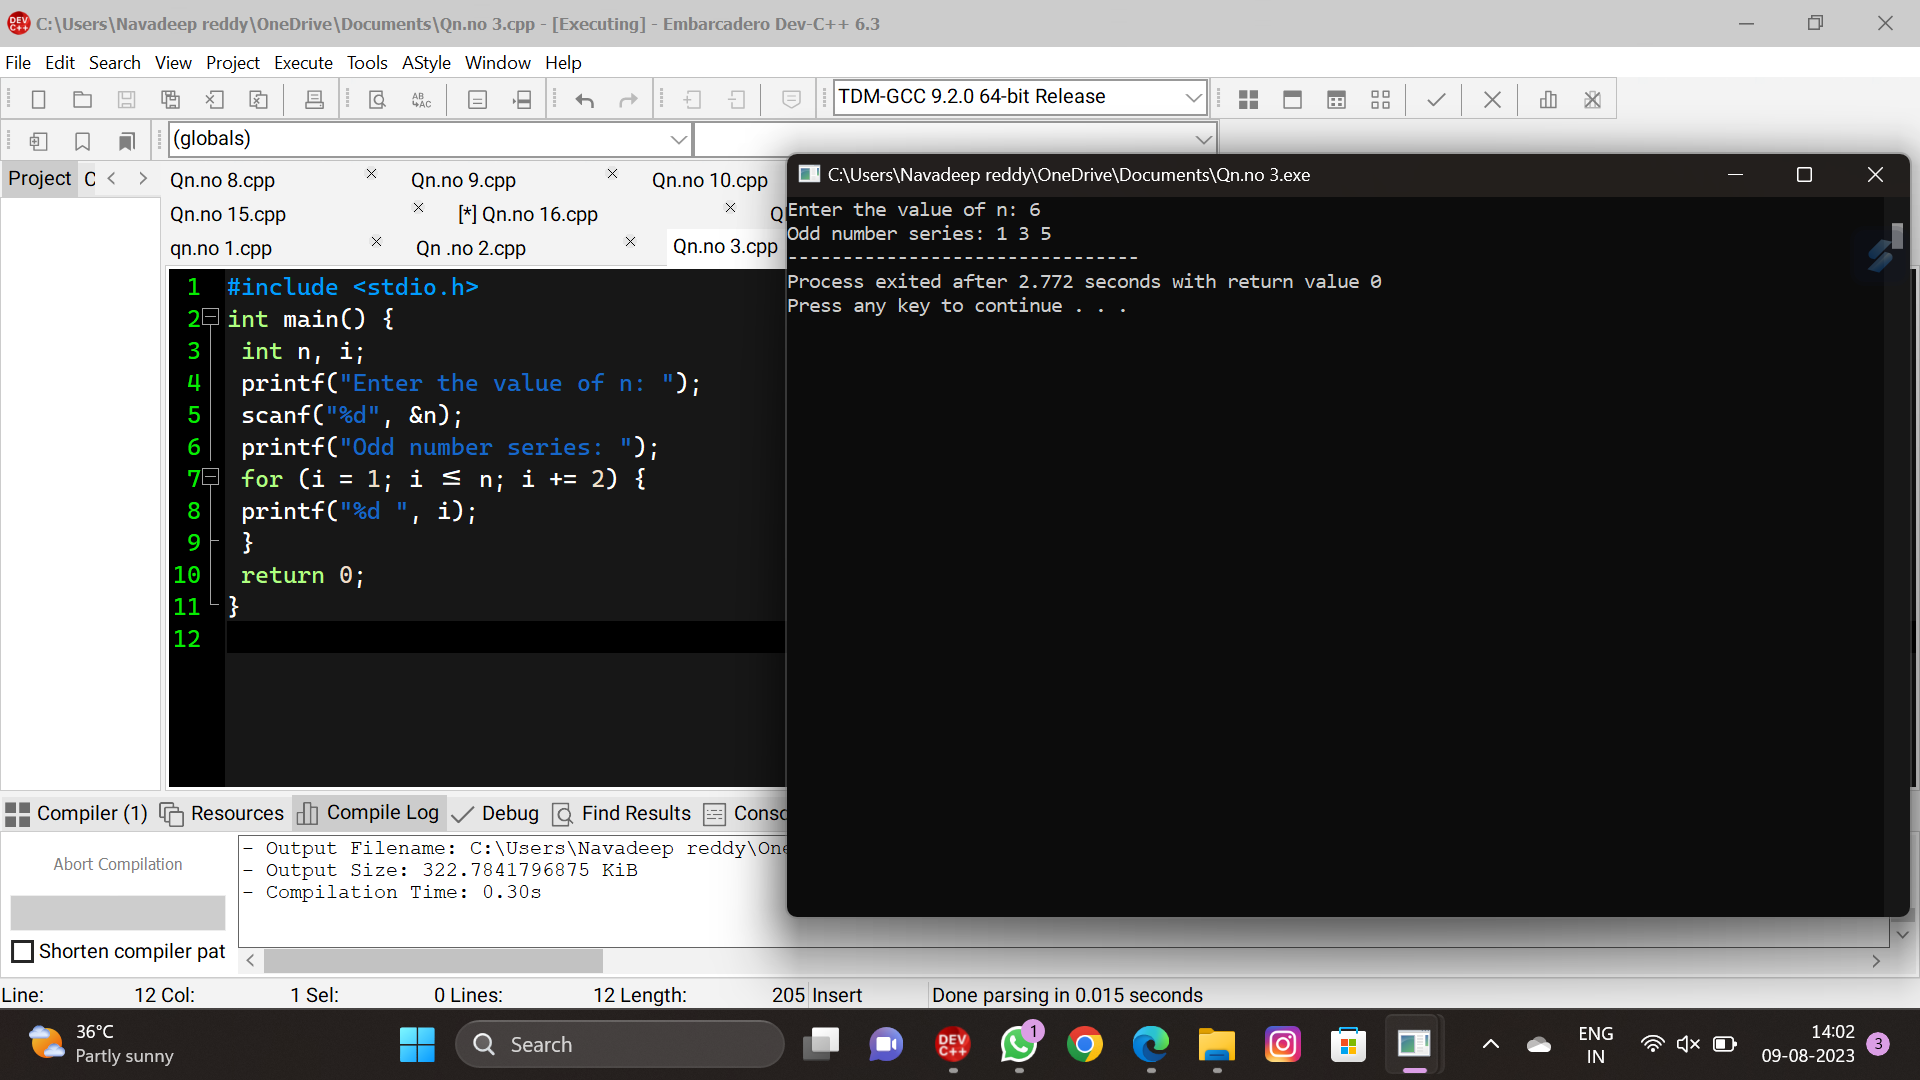 C:\Users\Navadeep reddy\OneDrive\Documents\Qn.no 3.cpp - [Executing] - Embarcadero Dev-C++ 6.3
File Edit Search View Project Execute Tools AStyle Window Help
TDM-GCC 9.2.0 64-bit Release
(globals)
Project
Qn.no 8.cpp Qn.no 9.cpp Qn.no 10.cpp
Qn.no 15.cpp [*] Qn.no 16.cpp
qn.no 1.cpp Qn .no 2.cpp Qn.no 3.cpp
1 #include <stdio.h>
2 int main() {
3 int n, i;
4 printf("Enter the value of n: ");
5 scanf("%d", &n);
6 printf("Odd number series: ");
7 for (i = 1; i ≤ n; i += 2) {
8 printf("%d ", i);
9 }
10 return 0;
11 }
12
C:\Users\Navadeep reddy\OneDrive\Documents\Qn.no 3.exe
Enter the value of n: 6
Odd number series: 1 3 5
--------------------------------
Process exited after 2.772 seconds with return value 0
Press any key to continue . . .
Compiler (1) Resources Compile Log Debug Find Results Conso
Abort Compilation
Shorten compiler pat
- Output Filename: C:\Users\Navadeep reddy\One
- Output Size: 322.7841796875 KiB
- Compilation Time: 0.30s
Line: 12 Col: 1 Sel: 0 Lines: 12 Length: 205 Insert Done parsing in 0.015 seconds
36°C
Partly sunny
Search
DEV C++
1
ENG
IN
14:02
09-08-2023
3